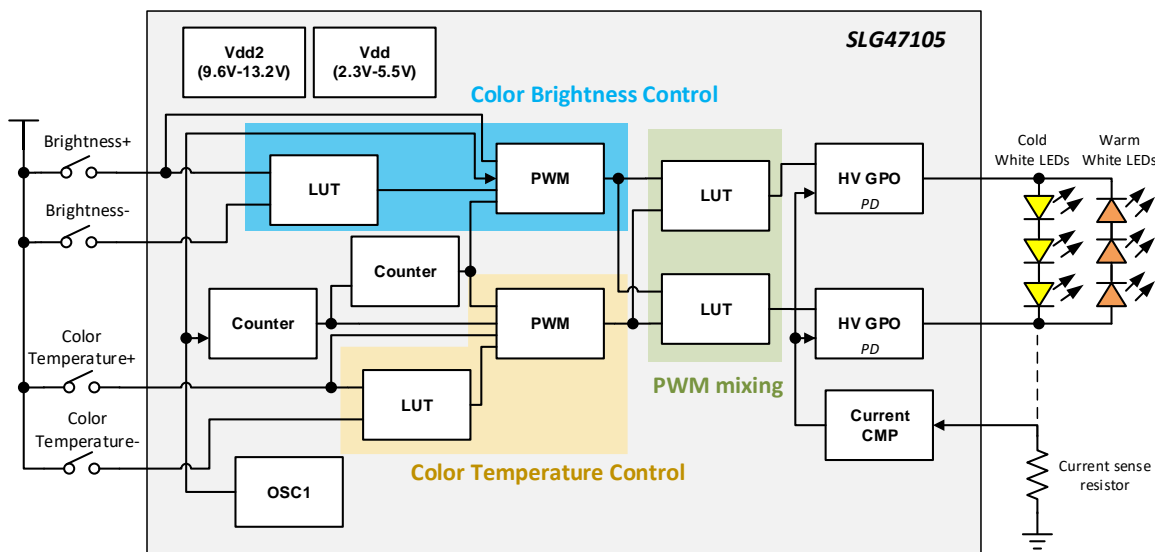 SLG47105
Vdd2
(9.6V-13.2V)
Vdd
(2.3V-5.5V)
Color Brightness Control
Brightness+
Cold
White LEDs
Warm
White LEDs
LUT
PWM
LUT
HV GPO
PD
Brightness-
Counter
Counter
PWM
LUT
HV GPO
PD
Color
Temperature+
LUT
PWM mixing
Color
Temperature-
Current
CMP
Color Temperature Control
Current sense
resistor
OSC1